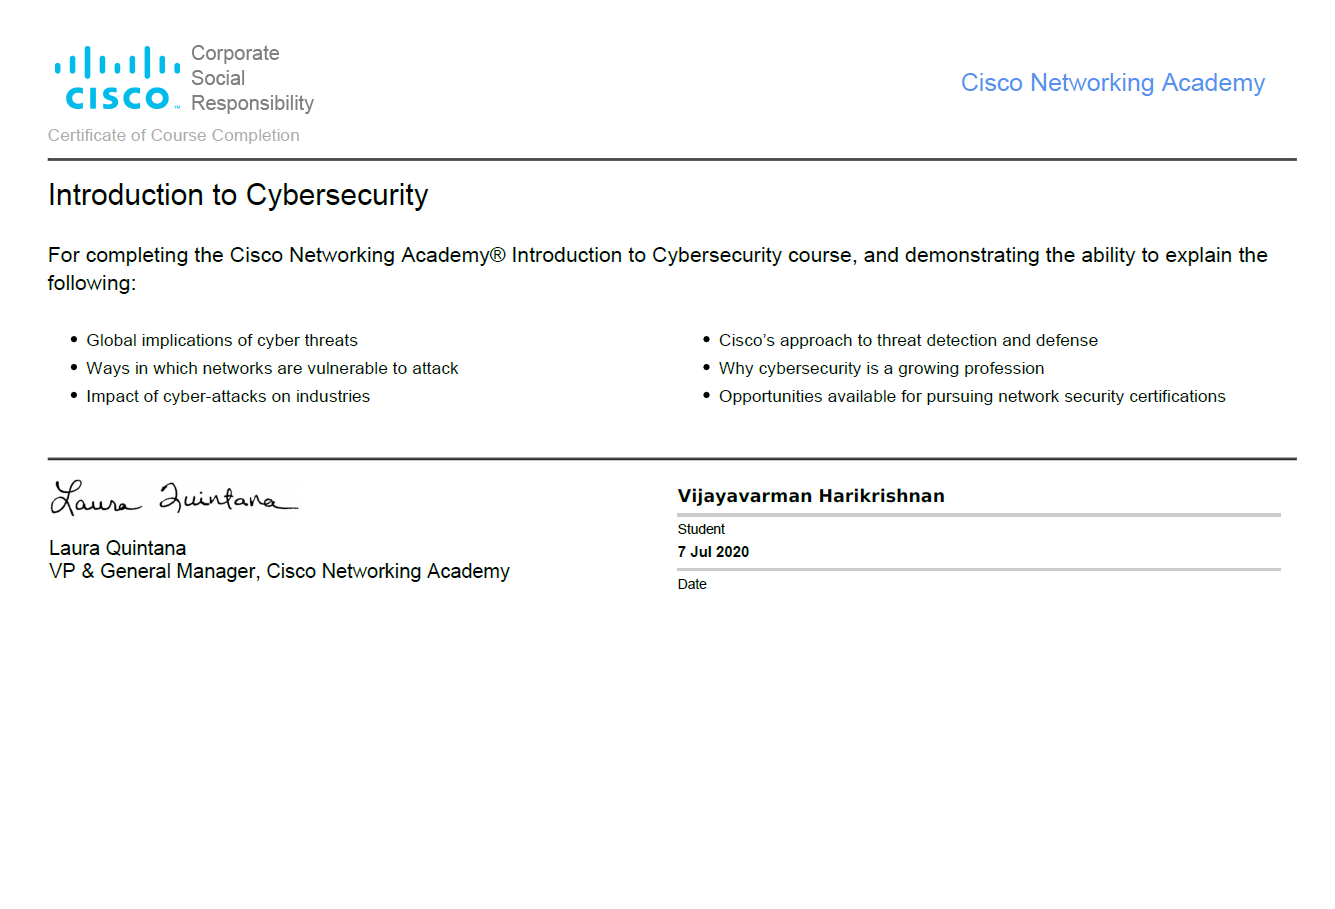 Corporate
Social
Responsibility
CISCO™
Cisco Networking Academy
Certificate of Course Completion
Introduction to Cybersecurity
For completing the Cisco Networking Academy® Introduction to Cybersecurity course, and demonstrating the ability to explain the
following:
• Global implications of cyber threats
• Ways in which networks are vulnerable to attack
• Impact of cyber-attacks on industries
• Cisco’s approach to threat detection and defense
• Why cybersecurity is a growing profession
• Opportunities available for pursuing network security certifications
Laura Quintana
Laura Quintana
VP & General Manager, Cisco Networking Academy
Vijayavarman Harikrishnan
Student
7 Jul 2020
Date